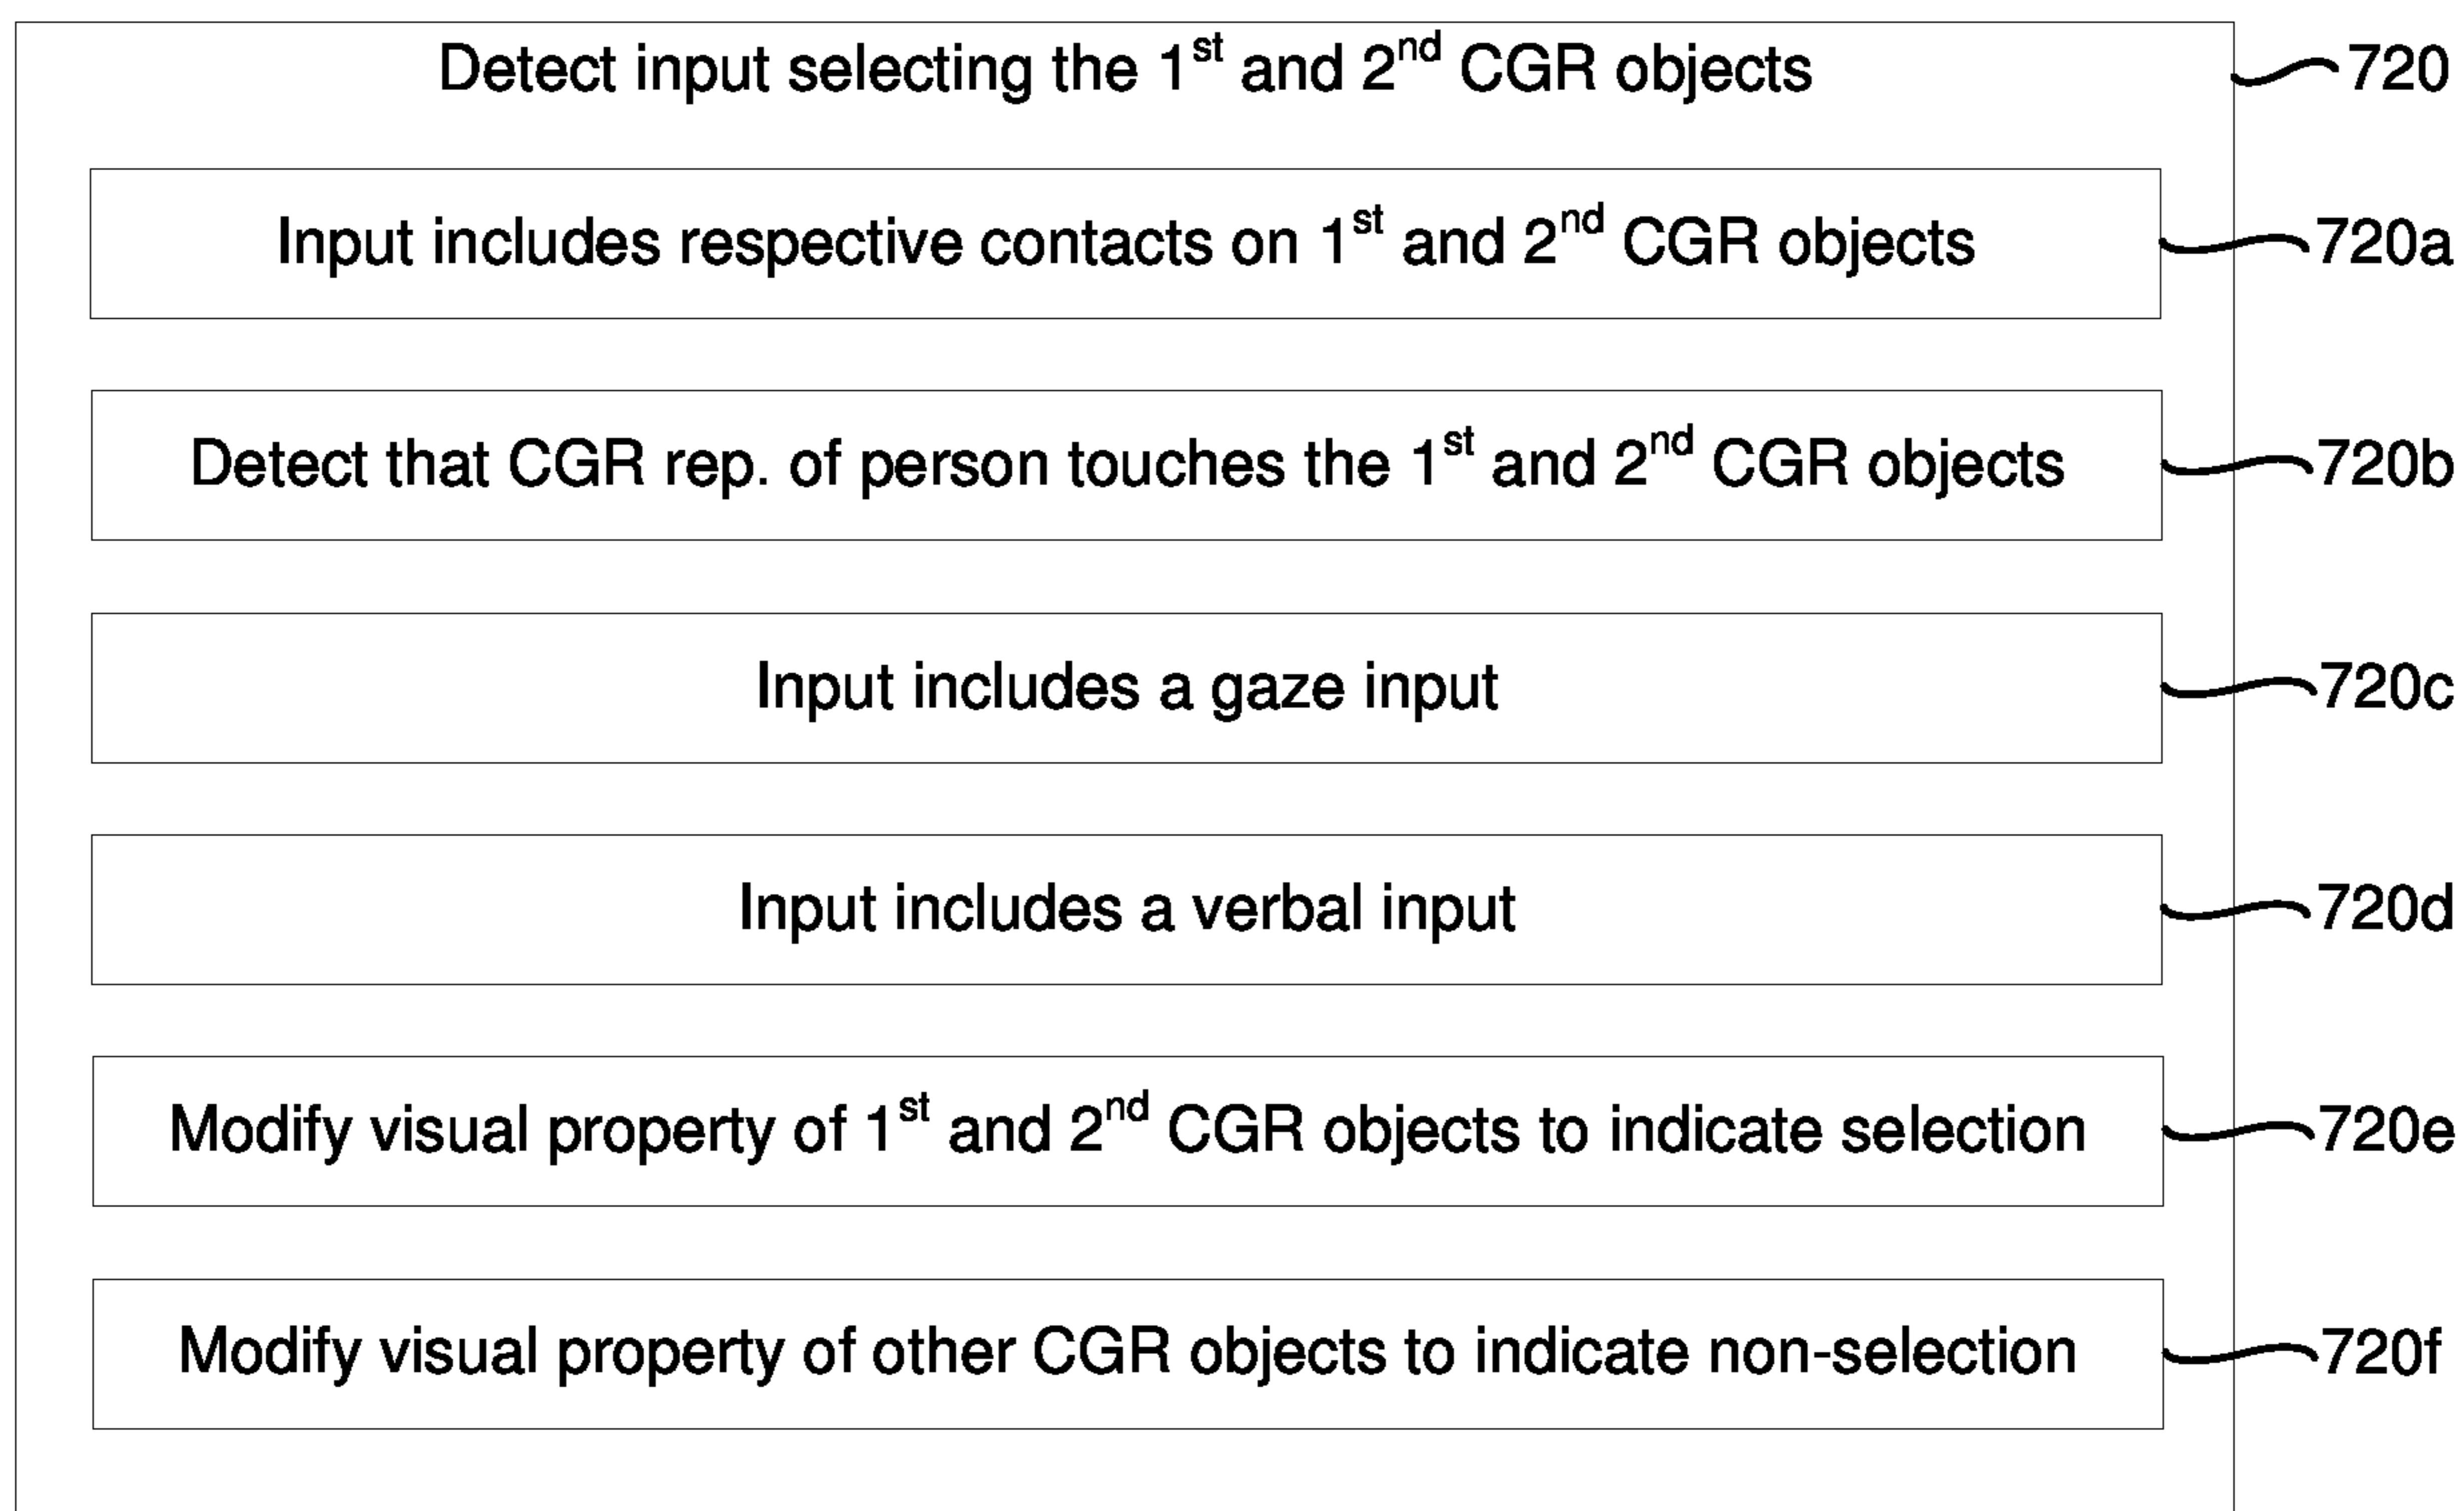 Detect input selecting the 1st and 2nd CGR objects 720
Input includes respective contacts on 1st and 2nd CGR objects 720a
Detect that CGR rep. of person touches the 1st and 2nd CGR objects 720b
Input includes a gaze input 720c
Input includes a verbal input 720d
Modify visual property of 1st and 2nd CGR objects to indicate selection 720e
Modify visual property of other CGR objects to indicate non-selection 720f